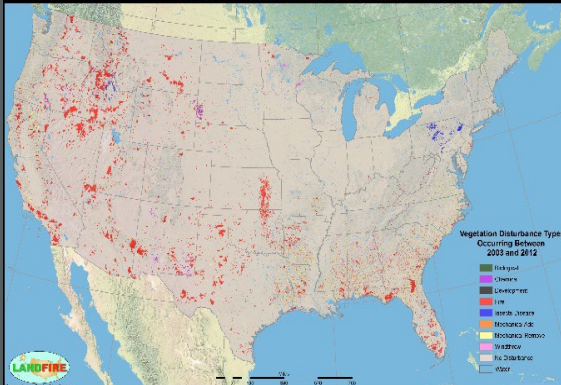 Vegetation Disturbance Type
Occurring Between
2003 and 2012
Biological
Chemical
Development
Fire
Insects Disease
Mechanical Add
Mechanical Remove
Windthrow
No Disturbance
Water
LANDFIRE
Miles